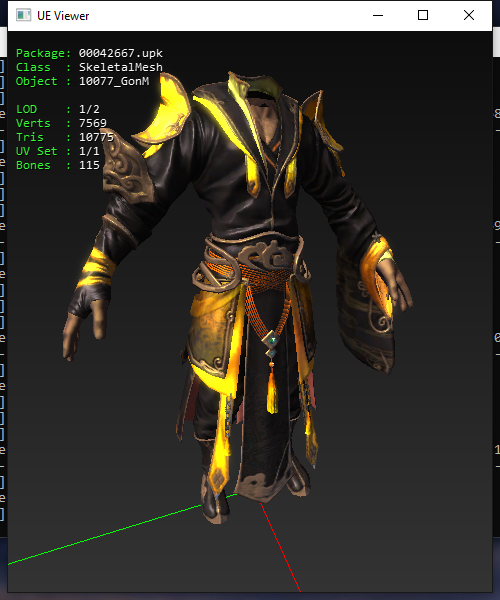 UE Viewer
Package: 00042667.upk
Class : SkeletalMesh
Object : 10077_GonM
LOD : 1/2
Verts : 7569
Tris : 10775
UV Set : 1/1
Bones : 115